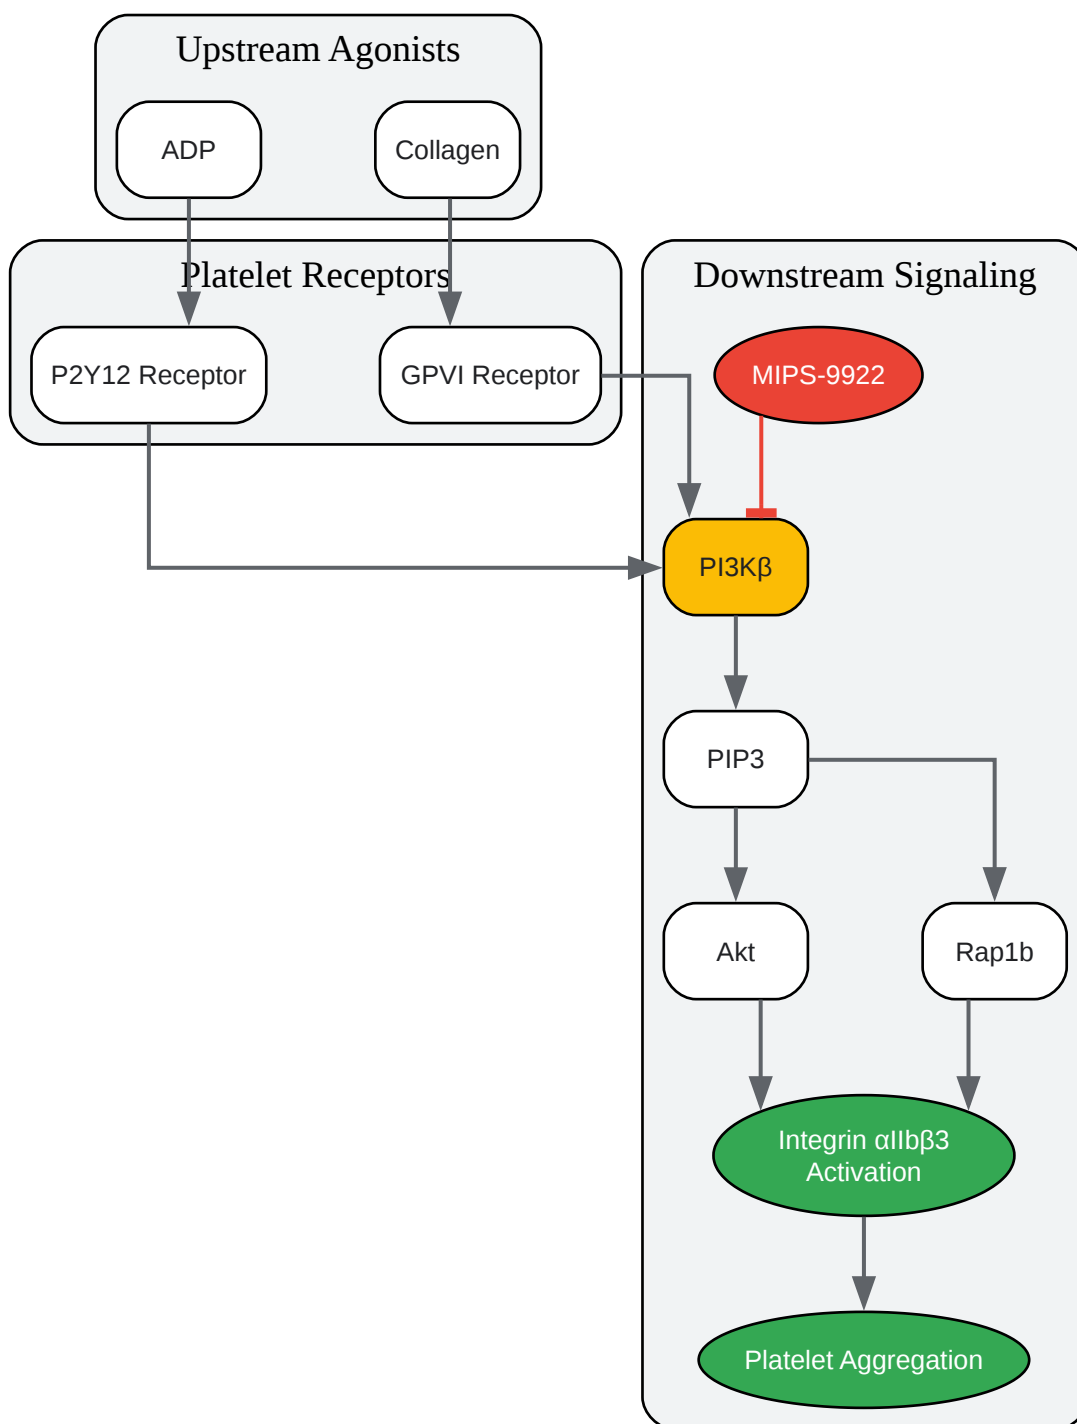 Upstream Agonists
ADP
Collagen
Platelet Receptors
Downstream Signaling
P2Y12 Receptor
GPVI Receptor
MIPS-9922
PI3Kβ
PIP3
Akt
Rap1b
Integrin αIIbβ3
Activation
Platelet Aggregation